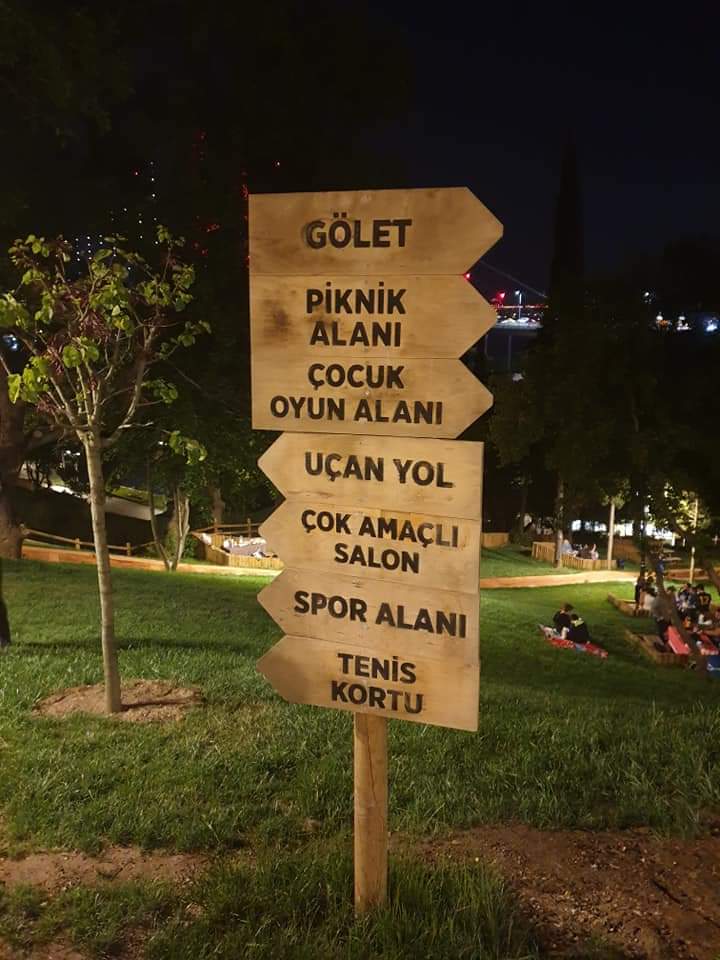 GÖLET
PİKNİK
ALANI
ÇOCUK
OYUN ALANI
UÇAN YOL
ÇOK AMAÇLI
SALON
SPOR ALANI
TENİS
KORTU